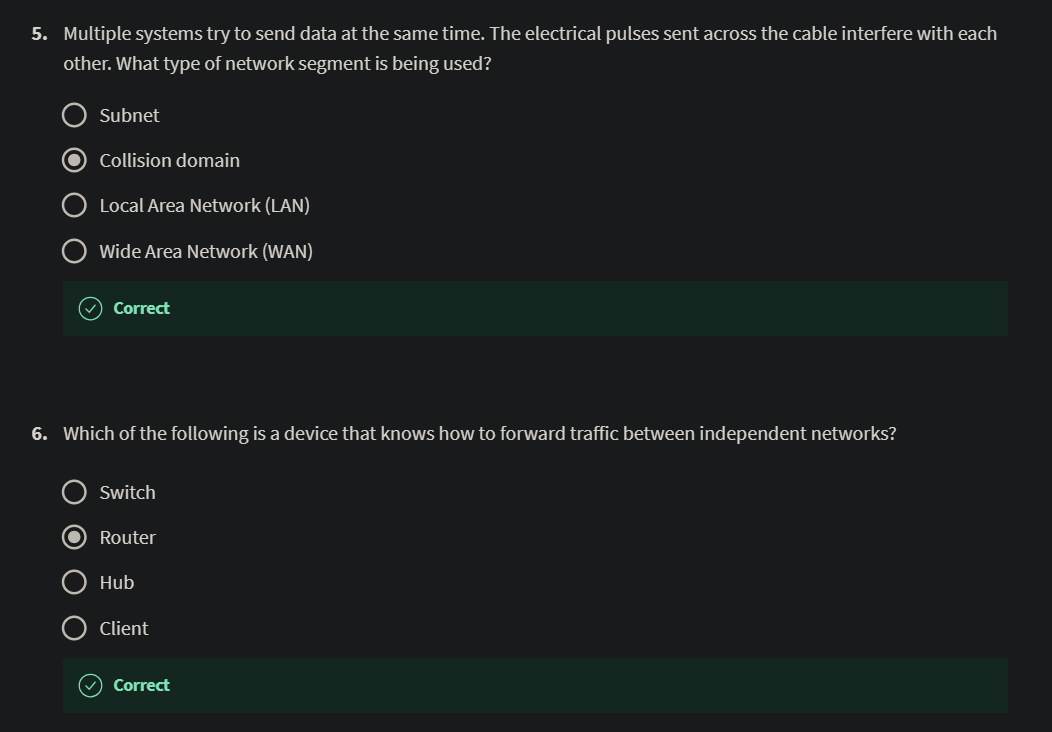 5. Multiple systems try to send data at the same time. The electrical pulses sent across the cable interfere with each
other. What type of network segment is being used?
Subnet
Collision domain
Local Area Network (LAN)
Wide Area Network (WAN)
Correct
6. Which of the following is a device that knows how to forward traffic between independent networks?
Switch
Router
Hub
Client
Correct